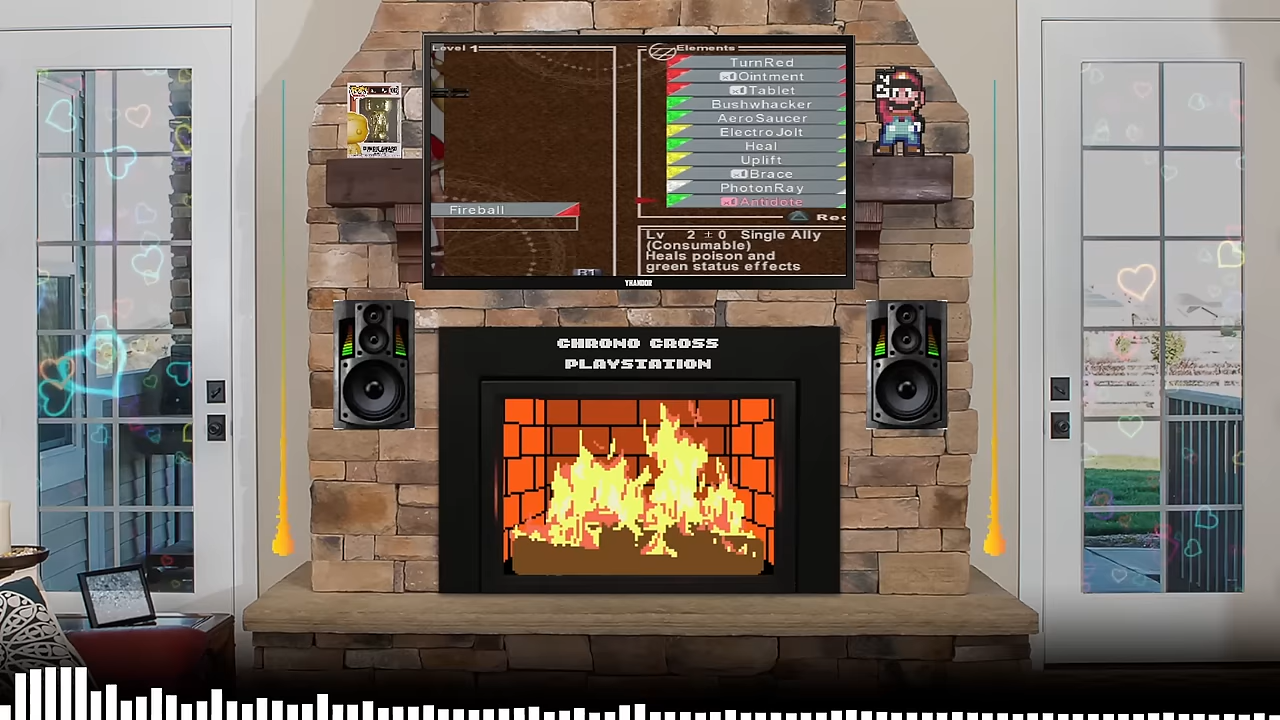 Level 1
Elements
TurnRed
Ointment
Tablet
Bushwhacker
AeroSaucer
ElectroJolt
Heal
Uplift
Brace
PhotonRay
Antidote
Fireball
Lv 2 ± 0 Single Ally
(Consumable)
Heals poison and
green status effects
CHRONO CROSS
PLAYSTATION